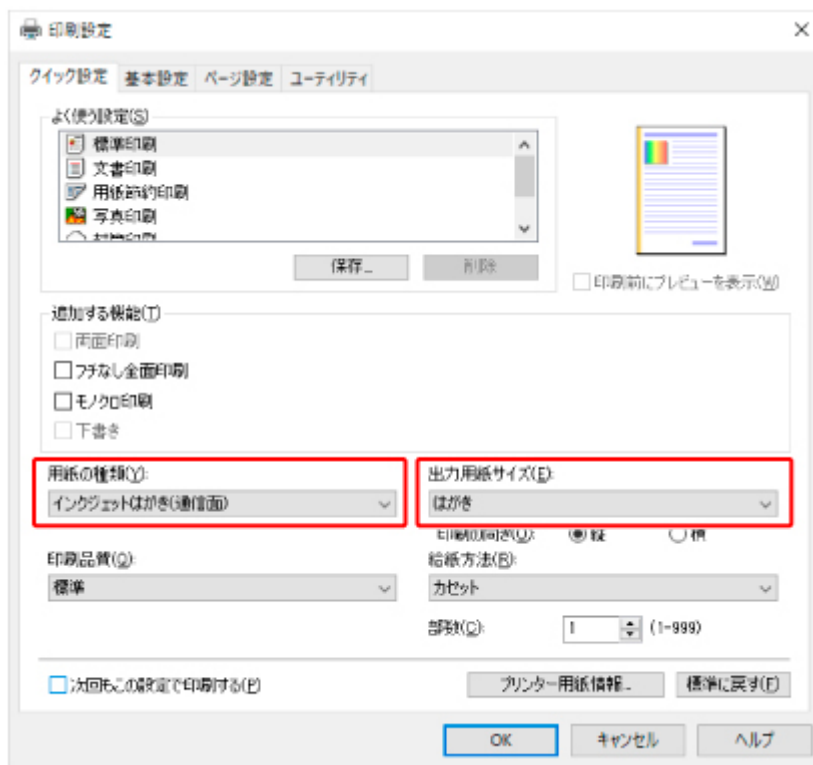 印刷設定
クイック設定 基本設定 ページ設定 ユーティリティ
よく使う設定(S)
標準印刷
文書印刷
用紙節約印刷
写真印刷
保存...
削除
印刷前にプレビューを表示(W)
追加する機能(T)
両面印刷
フチなし全面印刷
モノクロ印刷
下書き
用紙の種類(Y):
インクジェットはがき(通信面)
出力用紙サイズ(E):
はがき
印刷の向き(U): 縦 横
印刷品質(Q):
標準
給紙方法(R):
カセット
部数(C): 1 (1-999)
次回もこの設定で印刷する(P)
プリンター用紙情報... 標準に戻す(F)
OK キャンセル ヘルプ